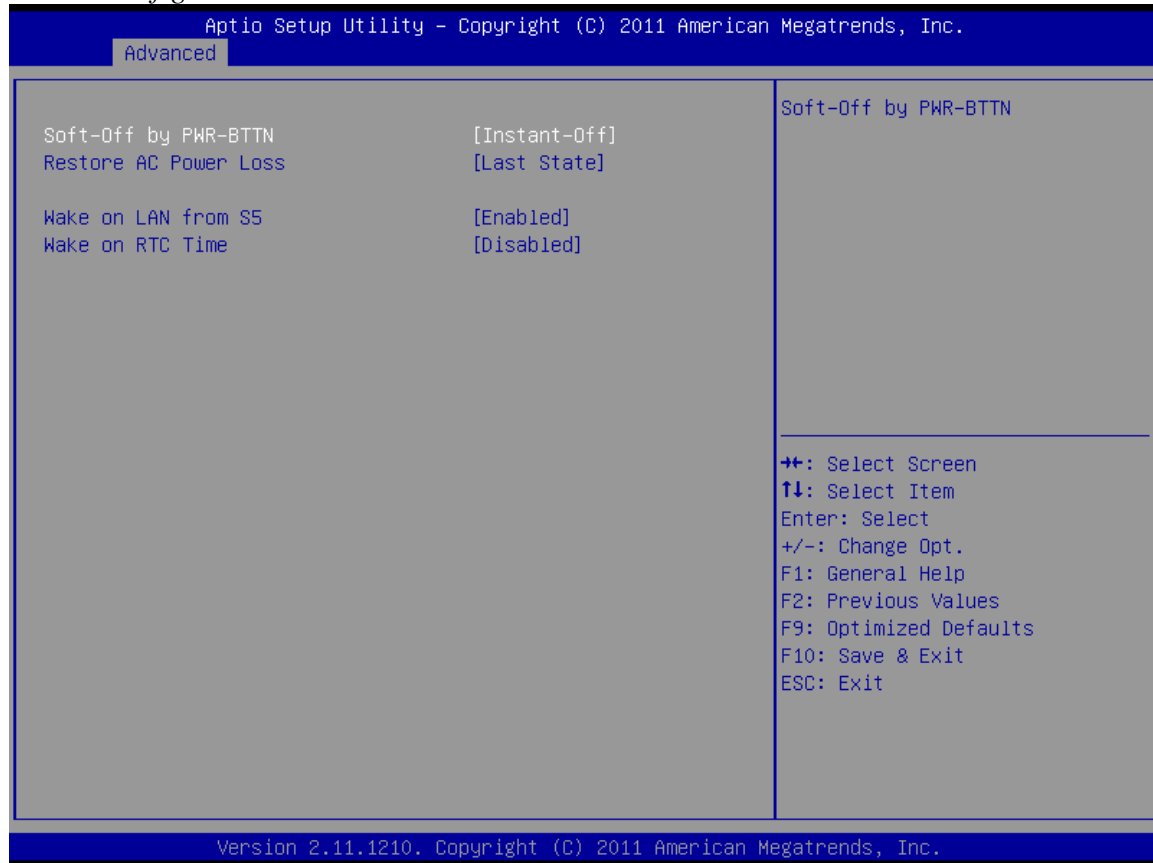 Aptio Setup Utility – Copyright (C) 2011 American Megatrends, Inc.
Advanced
Soft-Off by PWR-BTTN [Instant-Off]
Restore AC Power Loss [Last State]
Wake on LAN from S5 [Enabled]
Wake on RTC Time [Disabled]
Soft-Off by PWR-BTTN
→←: Select Screen
↑↓: Select Item
Enter: Select
+/-: Change Opt.
F1: General Help
F2: Previous Values
F9: Optimized Defaults
F10: Save & Exit
ESC: Exit
Version 2.11.1210. Copyright (C) 2011 American Megatrends, Inc.